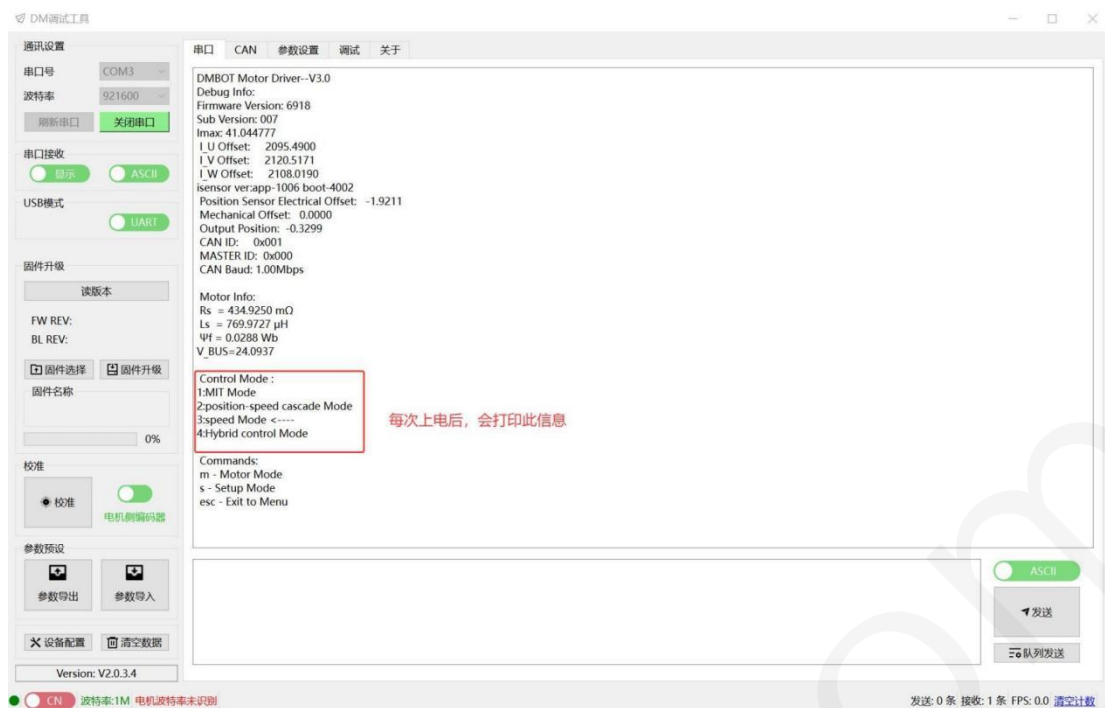 DM调试工具
通讯设置
串口号 COM3
波特率 921600
刷新串口 关闭串口
串口接收
显示 ASCII
USB模式
UART
固件升级
读版本
FW REV:
BL REV:
固件选择 固件升级
固件名称
0%
校准
校准
电机侧编码器
参数预设
参数导出 参数导入
设备配置 清空数据
Version: V2.0.3.4
串口 CAN 参数设置 调试 关于
DMBOT Motor Driver--V3.0
Debug Info:
Firmware Version: 6918
Sub Version: 007
Imax: 41.044777
I_U Offset: 2095.4900
I_V Offset: 2120.5171
I_W Offset: 2108.0190
isensor ver:app-1006 boot-4002
Position Sensor Electrical Offset: -1.9211
Mechanical Offset: 0.0000
Output Position: -0.3299
CAN ID: 0x001
MASTER ID: 0x000
CAN Baud: 1.00Mbps
Motor Info:
Rs = 434.9250 mΩ
Ls = 769.9727 μH
Ψf = 0.0288 Wb
V_BUS=24.0937
Control Mode :
1:MIT Mode
2:position-speed cascade Mode
3:speed Mode <----
4:Hybrid control Mode
每次上电后，会打印此信息
Commands:
m - Motor Mode
s - Setup Mode
esc - Exit to Menu
ASCII
发送
队列发送
CN 波特率:1M 电机波特率未识别
发送: 0 条 接收: 1 条 FPS: 0.0 清空计数